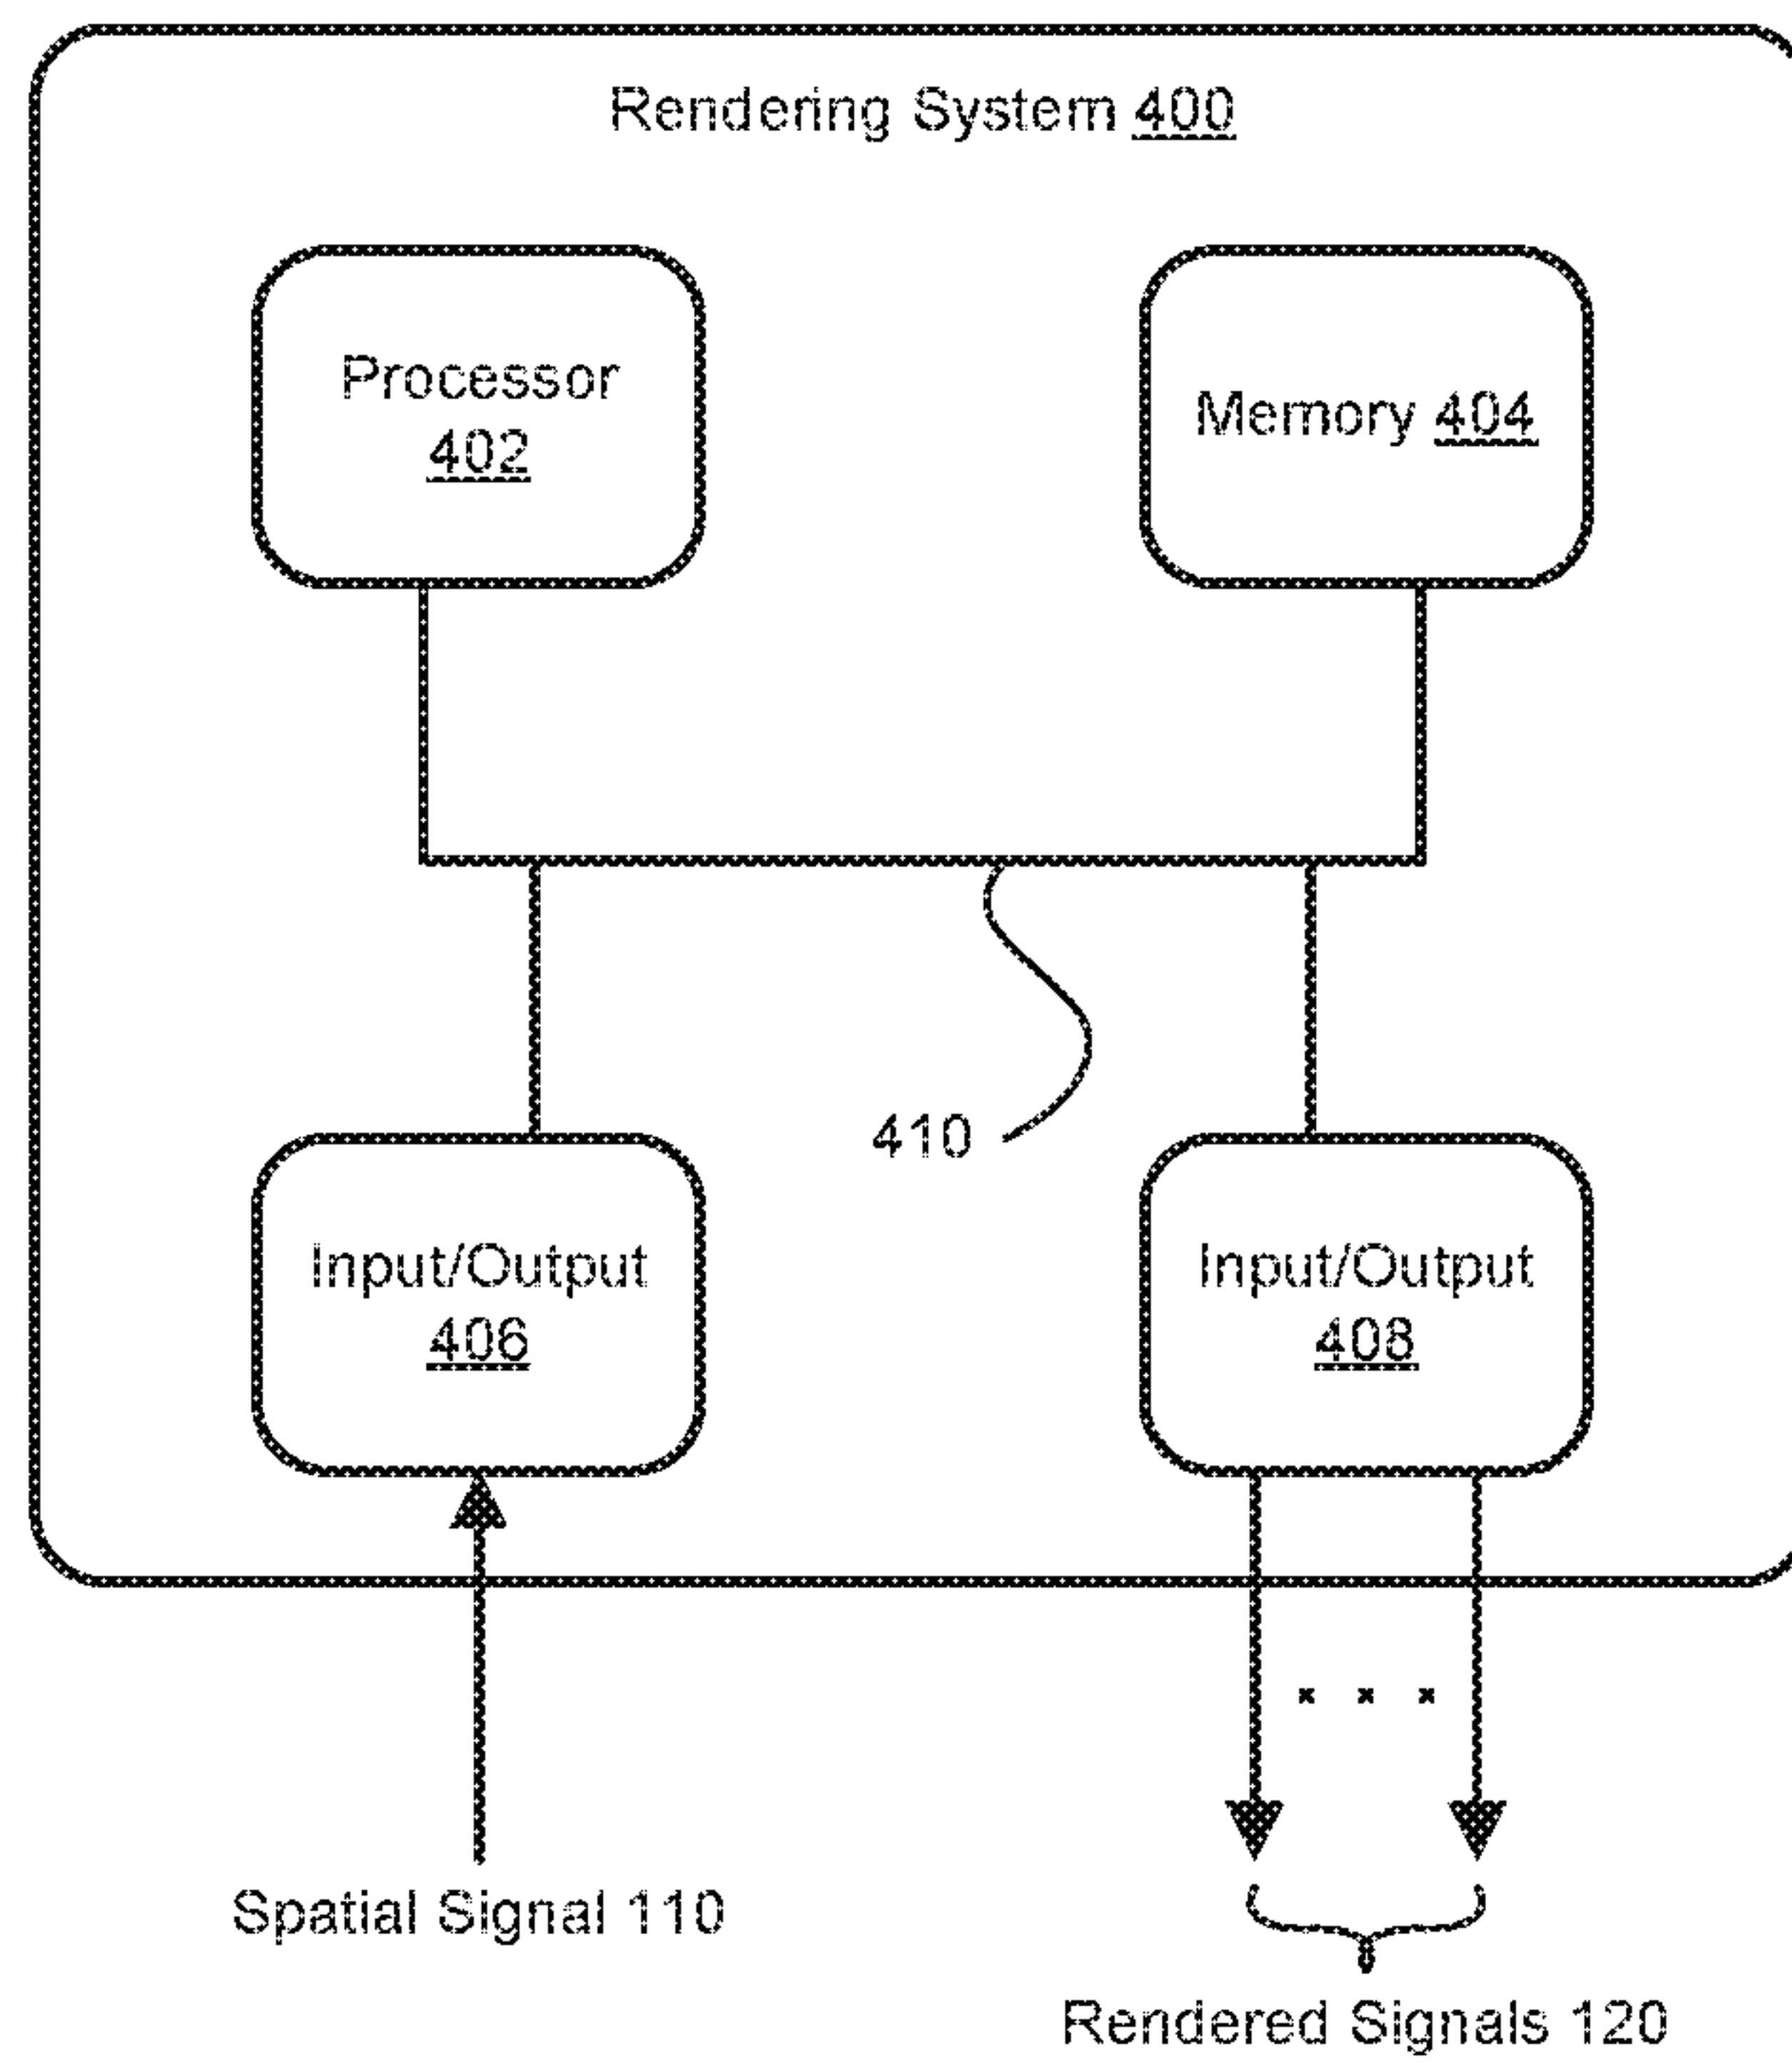 Rendering System 400
Processor
402
Memory 404
410
Input/Output
406
Input/Output
408
Spatial Signal 110
Rendered Signals 120